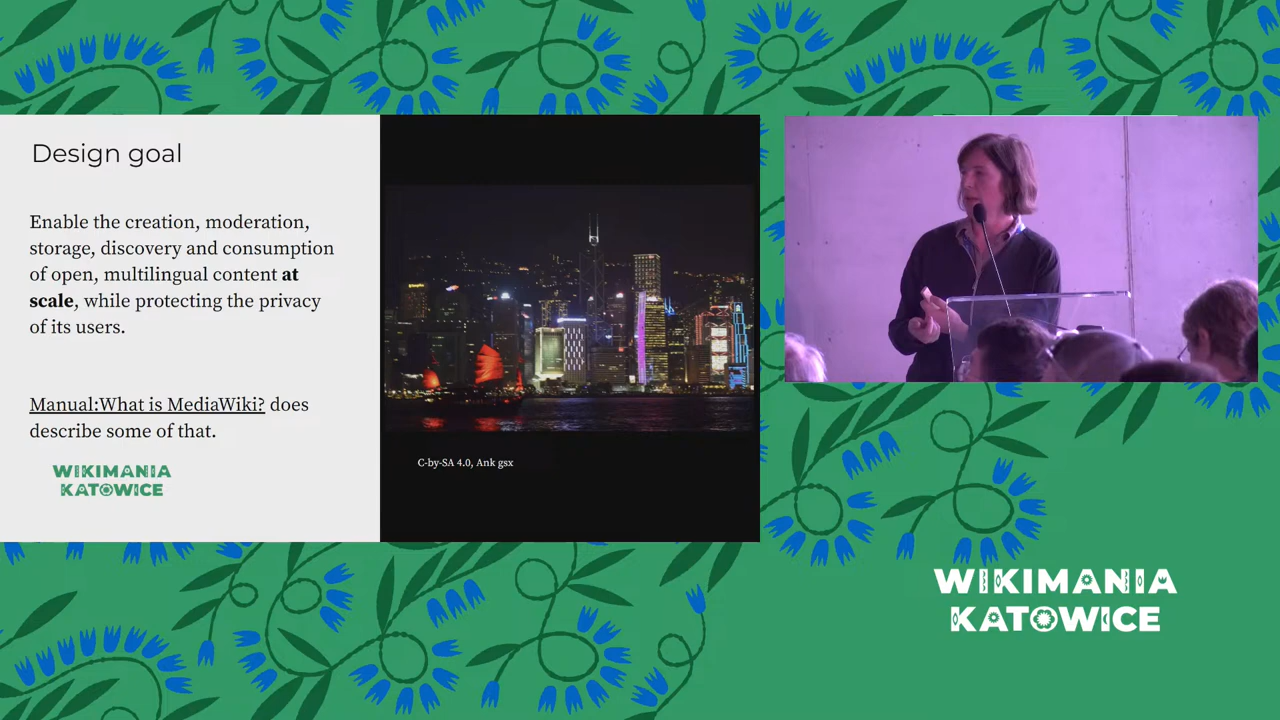 Design goal
Enable the creation, moderation,
storage, discovery and consumption
of open, multilingual content at
scale, while protecting the privacy
of its users.
Manual:What is MediaWiki? does
describe some of that.
WIKIMANIA
KATOWICE
C-by-SA 4.0, Ank gsx
WIKIMANIA
KATOWICE